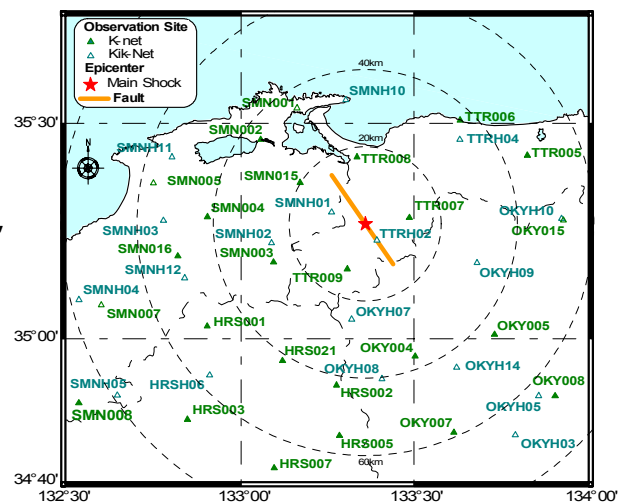 Observation Site
K-net
Kik-Net
Epicenter
Main Shock
Fault
40km
SMN001
SMNH10
TTR006
35°30'
SMN002
TTRH04
N
SMNH11
20km
TTR008
TTR005
SMN005
SMN015
SMN004
SMNH01
TTR007
OKYH10
OKY015
SMNH03
SMNH02
TTRH02
SMN016
SMN003
SMNH12
TTR009
OKYH09
SMNH04
SMN007
OKYH07
HRS001
OKY005
35°00'
HRS021
OKY004
OKYH08
OKYH14
SMNH05
HRSH06
HRS002
OKY008
OKYH05
SMN008
HRS003
OKY007
HRS005
OKYH03
HRS007
60km
34°40'
132°30'
133°00'
133°30'
134°00'